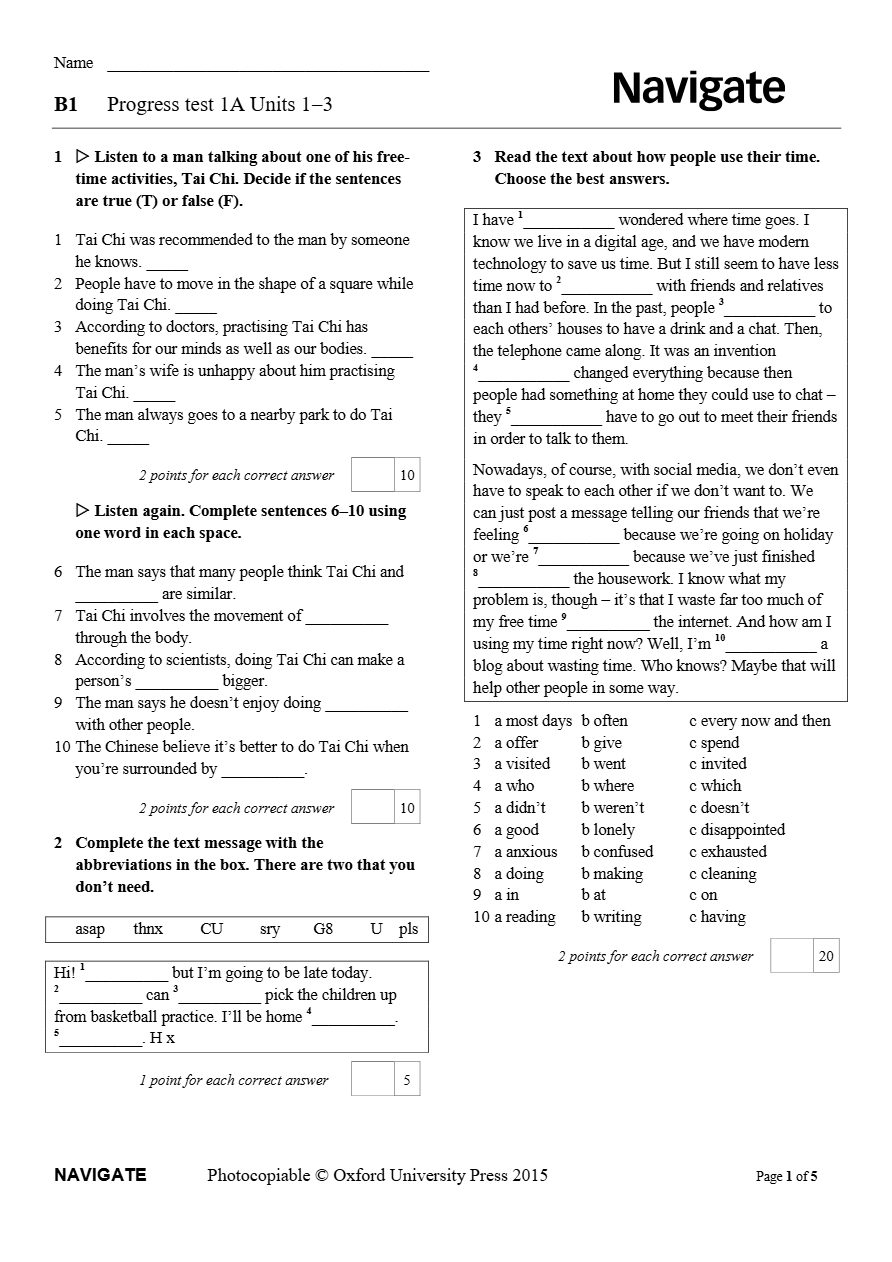 Name ______________________________________
Navigate
B1 Progress test 1A Units 1–3
1 ▷ Listen to a man talking about one of his free-
time activities, Tai Chi. Decide if the sentences
are true (T) or false (F).
1 Tai Chi was recommended to the man by someone
he knows. _____
2 People have to move in the shape of a square while
doing Tai Chi. _____
3 According to doctors, practising Tai Chi has
benefits for our minds as well as our bodies. _____
4 The man’s wife is unhappy about him practising
Tai Chi. _____
5 The man always goes to a nearby park to do Tai
Chi. _____
2 points for each correct answer 10
▷ Listen again. Complete sentences 6–10 using
one word in each space.
6 The man says that many people think Tai Chi and
__________ are similar.
7 Tai Chi involves the movement of __________
through the body.
8 According to scientists, doing Tai Chi can make a
person’s __________ bigger.
9 The man says he doesn’t enjoy doing __________
with other people.
10 The Chinese believe it’s better to do Tai Chi when
you’re surrounded by __________.
2 points for each correct answer 10
2 Complete the text message with the
abbreviations in the box. There are two that you
don’t need.
asap thnx CU sry G8 U pls
Hi! 1__________ but I’m going to be late today.
2__________ can 3__________ pick the children up
from basketball practice. I’ll be home 4__________.
5__________. H x
1 point for each correct answer 5
3 Read the text about how people use their time.
Choose the best answers.
I have 1___________ wondered where time goes. I
know we live in a digital age, and we have modern
technology to save us time. But I still seem to have less
time now to 2___________ with friends and relatives
than I had before. In the past, people 3___________ to
each others’ houses to have a drink and a chat. Then,
the telephone came along. It was an invention
4___________ changed everything because then
people had something at home they could use to chat –
they 5___________ have to go out to meet their friends
in order to talk to them.
Nowadays, of course, with social media, we don’t even
have to speak to each other if we don’t want to. We
can just post a message telling our friends that we’re
feeling 6___________ because we’re going on holiday
or we’re 7___________ because we’ve just finished
8___________ the housework. I know what my
problem is, though – it’s that I waste far too much of
my free time 9__________ the internet. And how am I
using my time right now? Well, I’m 10___________ a
blog about wasting time. Who knows? Maybe that will
help other people in some way.
1 a most days b often c every now and then
2 a offer b give c spend
3 a visited b went c invited
4 a who b where c which
5 a didn’t b weren’t c doesn’t
6 a good b lonely c disappointed
7 a anxious b confused c exhausted
8 a doing b making c cleaning
9 a in b at c on
10 a reading b writing c having
2 points for each correct answer 20
NAVIGATE Photocopiable © Oxford University Press 2015 Page 1 of 5